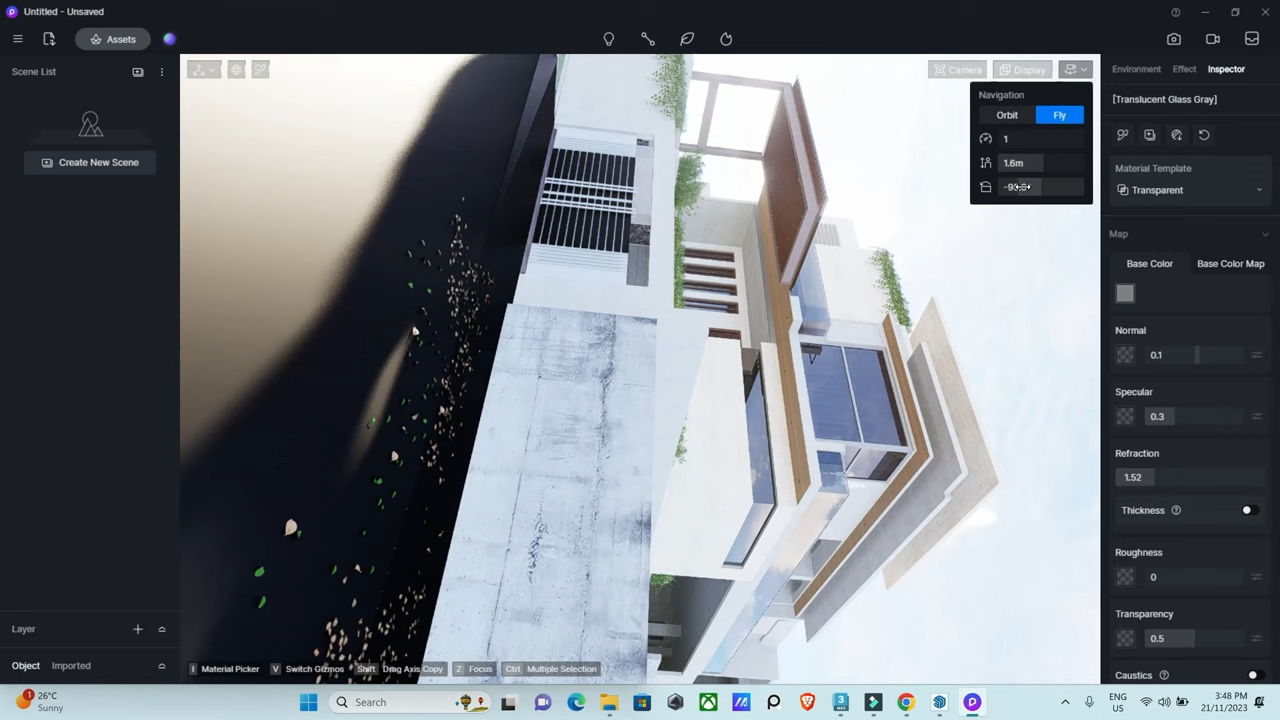 Untitled - Unsaved
Assets
Scene List
Create New Scene
Layer
Object
Imported
Camera
Display
Navigation
Orbit
Fly
1
1.6m
I Material Picker V Switch Gizmos Shift Drag Axis Copy Z Focus Ctrl Multiple Selection
Environment Effect Inspector
[Translucent Glass Gray]
Material Template
Transparent
Map
Base Color Base Color Map
Normal
0.1
Specular
0.3
Refraction
1.52
Thickness
Roughness
0
Transparency
0.5
Caustics
26°C
Sunny
Search
ENG
US
3:48 PM
21/11/2023